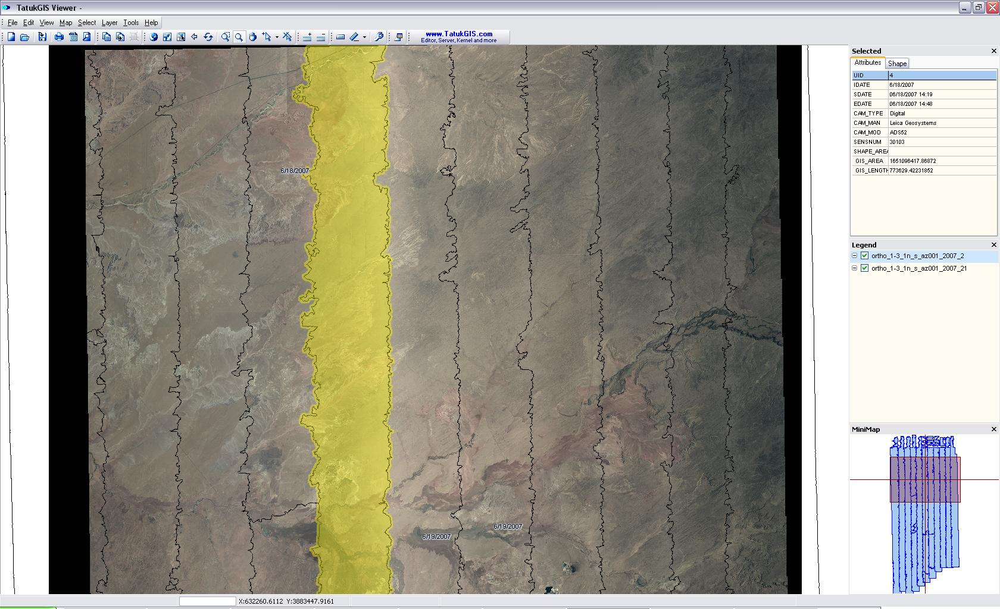 TatukGIS Viewer -
File Edit View Map Select Layer Tools Help
www.TatukGIS.com
Editor, Server, Kernel and more
Selected
Attributes Shape
UID 4
IDATE 6/18/2007
SDATE 06/18/2007 14:19
EDATE 06/18/2007 14:48
CAM_TYPE Digital
CAM_MAN Leica Geosystems
CAM_MOD ADS52
SENSNUM 30103
SHAPE_AREA
GIS_AREA 1651096417.86872
GIS_LENGTH 773629.42231852
6/18/2007
6/19/2007
6/19/2007
Legend
ortho_1-3_1n_s_az001_2007_2
ortho_1-3_1n_s_az001_2007_21
MiniMap
X:632260.6112 Y:3883447.9161